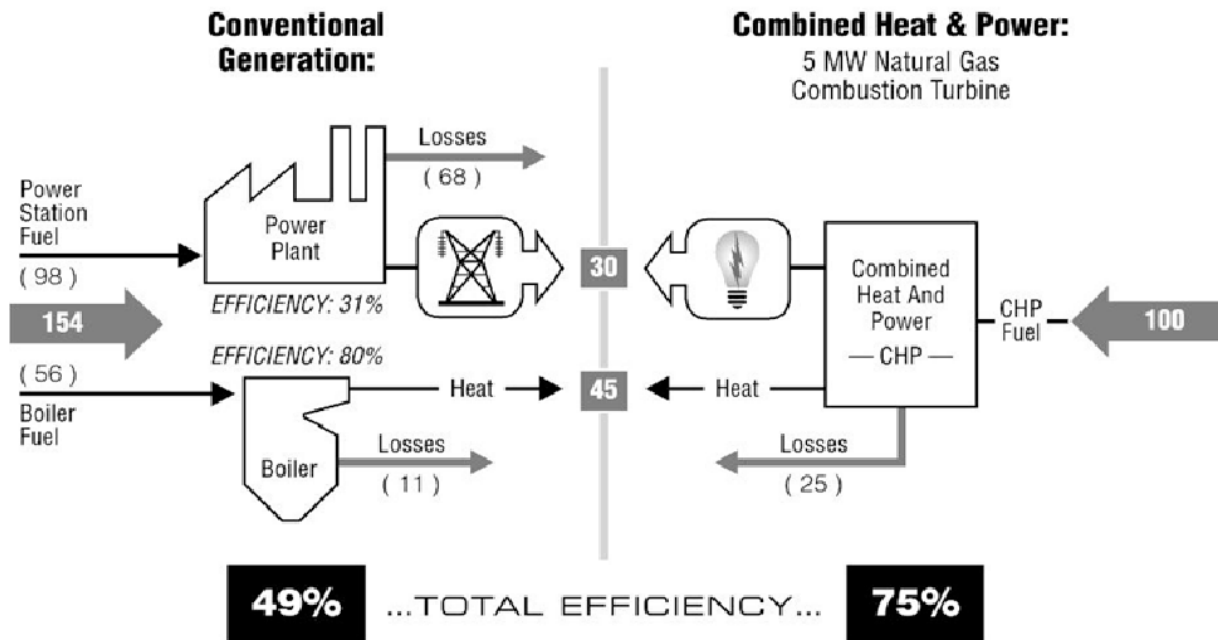 Conventional
Generation:
Combined Heat & Power:
5 MW Natural Gas
Combustion Turbine
Losses
( 68 )
Power
Station
Fuel
( 98 )
Power
Plant
EFFICIENCY: 31%
30
Combined
Heat And
Power
— CHP —
CHP
Fuel
100
154
EFFICIENCY: 80%
( 56 )
Boiler
Fuel
Heat
45
Heat
Boiler
Losses
( 11 )
Losses
( 25 )
49% ...TOTAL EFFICIENCY... 75%